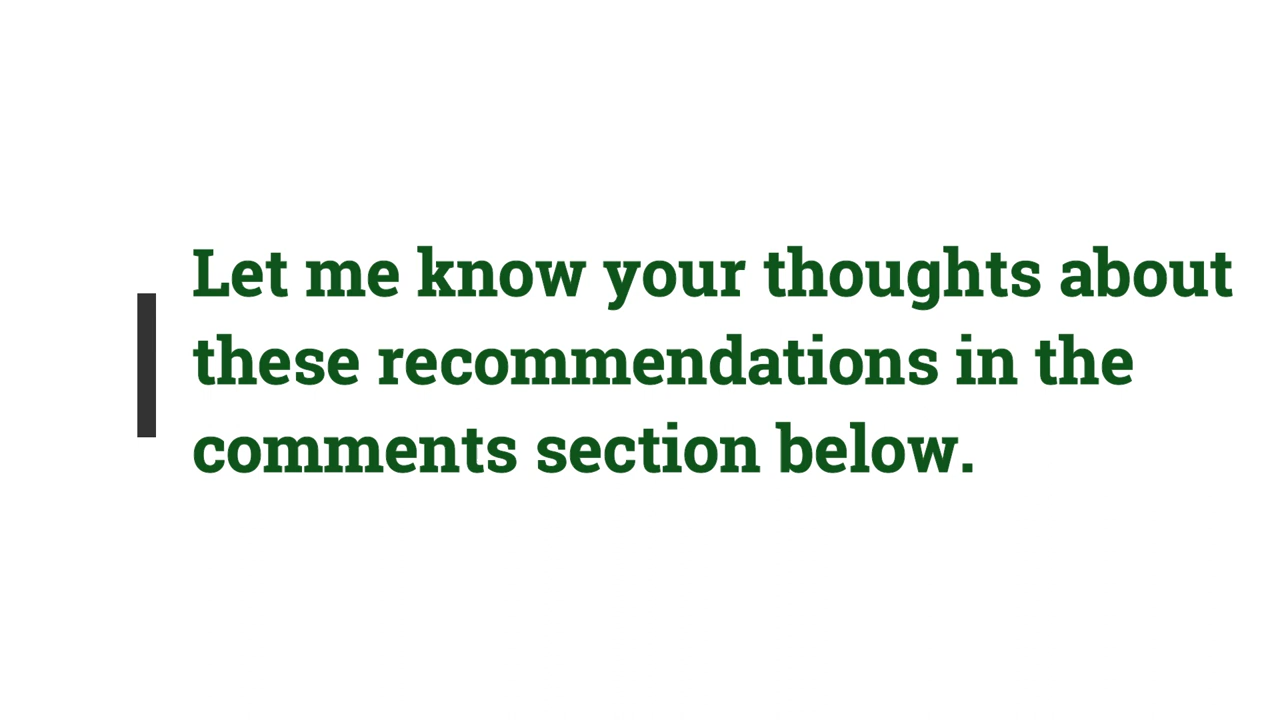 Let me know your thoughts about
these recommendations in the
comments section below.